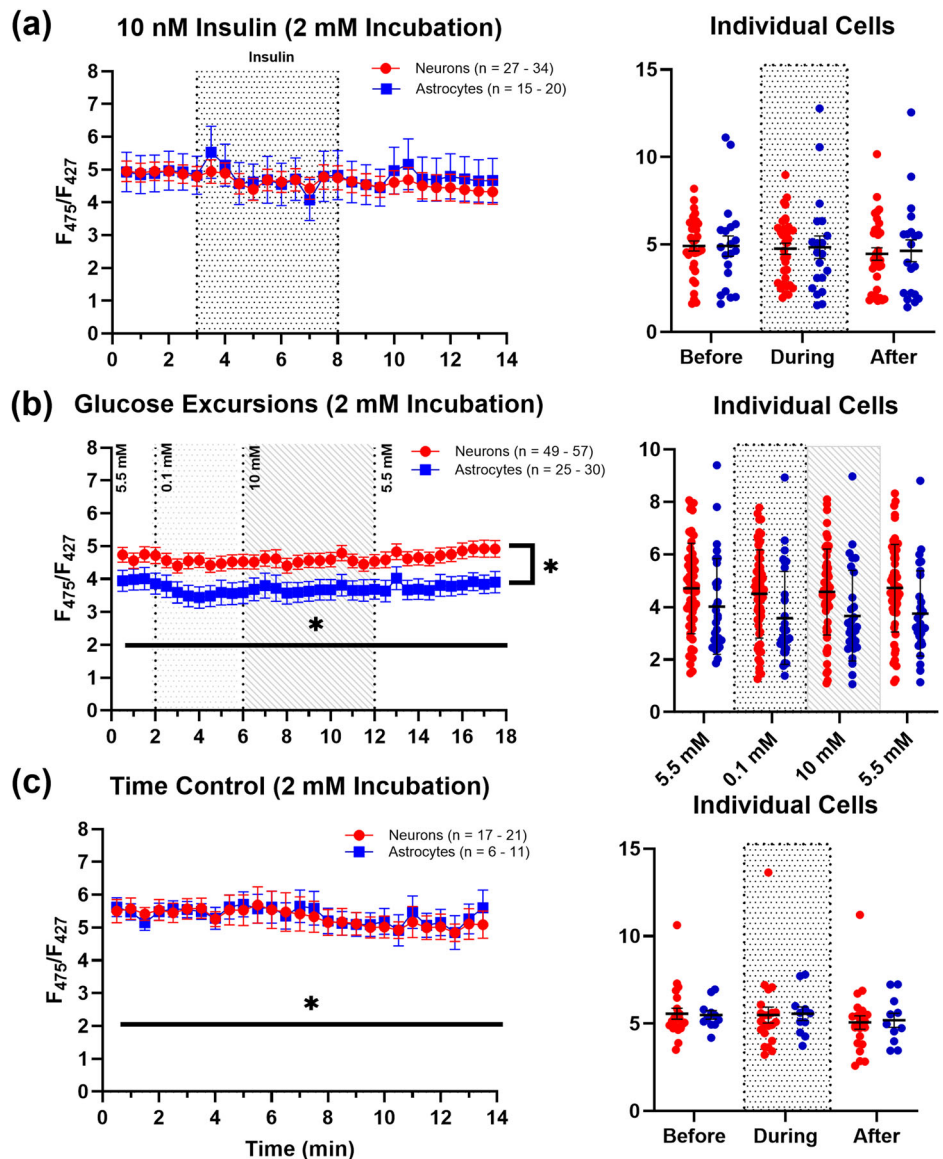 (a)
10 nM Insulin (2 mM Incubation)
Insulin
Neurons (n = 27 - 34)
Astrocytes (n = 15 - 20)
F475/F427
8
7
6
5
4
3
2
1
0
0 2 4 6 8 10 12 14
Individual Cells
15
10
5
0
Before During After
(b)
Glucose Excursions (2 mM Incubation)
5.5 mM
0.1 mM
10 mM
5.5 mM
Neurons (n = 49 - 57)
Astrocytes (n = 25 - 30)
F475/F427
8
7
6
5
4
3
2
1
0
*
*
0 2 4 6 8 10 12 14 16 18
Individual Cells
10
8
6
4
2
0
5.5 mM
0.1 mM
10 mM
5.5 mM
(c)
Time Control (2 mM Incubation)
Neurons (n = 17 - 21)
Astrocytes (n = 6 - 11)
F475/F427
8
7
6
5
4
3
2
1
0
*
0 2 4 6 8 10 12 14
Time (min)
Individual Cells
15
10
5
0
Before During After